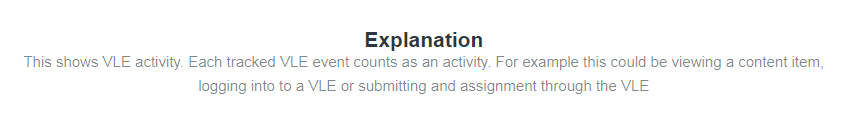 Explanation
This shows VLE activity. Each tracked VLE event counts as an activity. For example this could be viewing a content item,
logging into to a VLE or submitting and assignment through the VLE